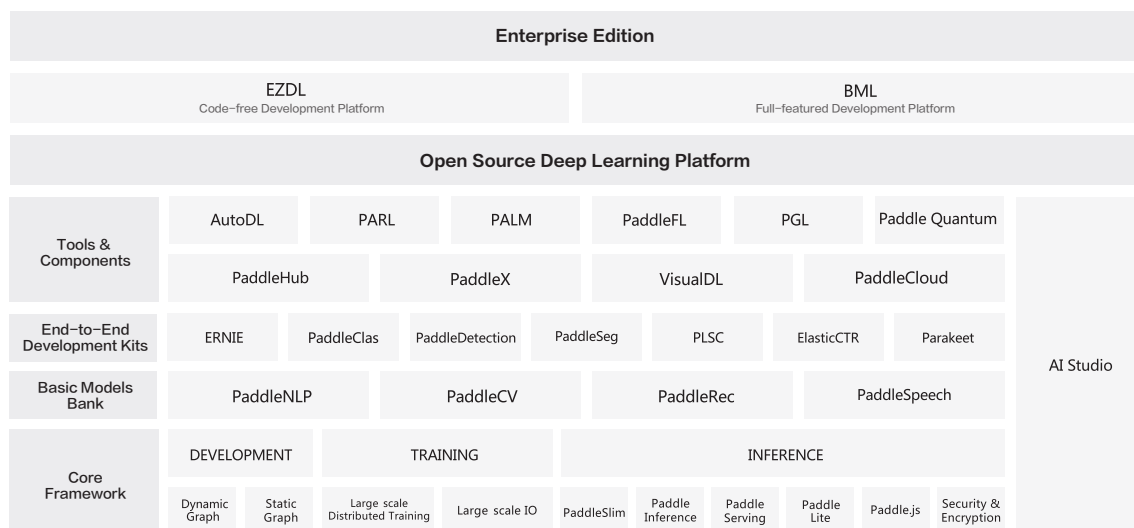 Enterprise Edition
EZDL
Code-free Development Platform
BML
Full-featured Development Platform
Open Source Deep Learning Platform
Tools &
Components
AutoDL
PARL
PALM
PaddleFL
PGL
Paddle Quantum
PaddleHub
PaddleX
VisualDL
PaddleCloud
End-to-End
Development Kits
ERNIE
PaddleClas
PaddleDetection
PaddleSeg
PLSC
ElasticCTR
Parakeet
Basic Models
Bank
PaddleNLP
PaddleCV
PaddleRec
PaddleSpeech
Core
Framework
DEVELOPMENT
TRAINING
INFERENCE
Dynamic
Graph
Static
Graph
Large scale
Distributed Training
Large scale IO
PaddleSlim
Paddle
Inference
Paddle
Serving
Paddle
Lite
Paddle.js
Security &
Encryption
AI Studio